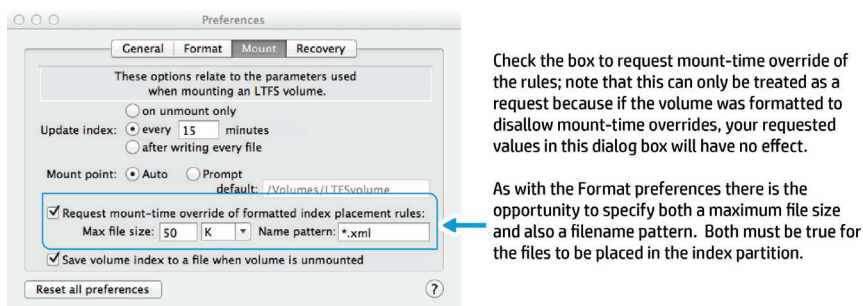 Preferences
General Format Mount Recovery
These options relate to the parameters used
when mounting an LTFS volume.
on unmount only
Update index: every 15 minutes
after writing every file
Mount point: Auto Prompt
default: /Volumes/LTFSvolume
Request mount-time override of formatted index placement rules:
Max file size: 50 K Name pattern: *.xml
Save volume index to a file when volume is unmounted
Reset all preferences ?
Check the box to request mount-time override of
the rules; note that this can only be treated as a
request because if the volume was formatted to
disallow mount-time overrides, your requested
values in this dialog box will have no effect.
As with the Format preferences there is the
opportunity to specify both a maximum file size
and also a filename pattern. Both must be true for
the files to be placed in the index partition.